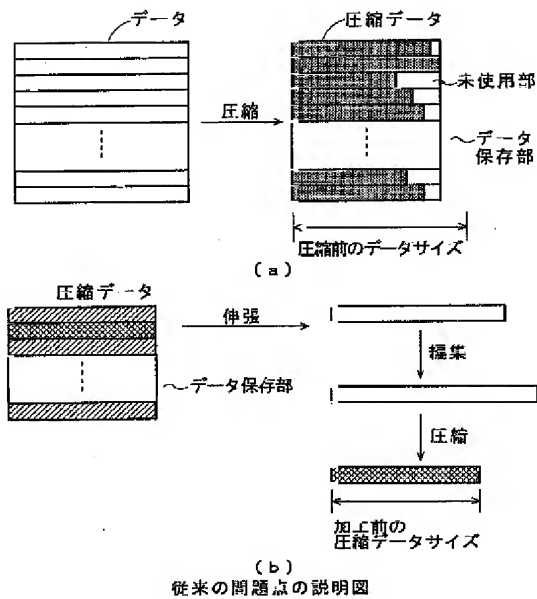 データ
圧縮データ
圧縮
未使用部
データ
保存部
圧縮前のデータサイズ
(a)
圧縮データ
伸張
編集
データ保存部
圧縮
加工前の
圧縮データサイズ
(b)
従来の問題点の説明図